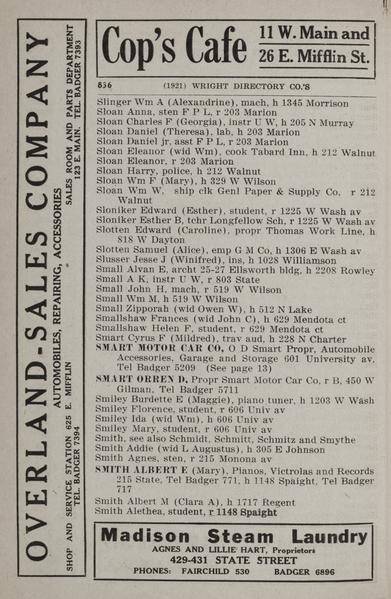 OVERLAND-SALES COMPANY
AUTOMOBILES, REPAIRING, ACCESSORIES
SHOP AND SERVICE STATION 625 E. MIFFLIN
TEL. BADGER 7394
SALES ROOM AND PARTS DEPARTMENT
123 E. MAIN. TEL. BADGER 7393
Cop's Cafe
11 W. Main and
26 E. Mifflin St.
836 (1921) WRIGHT DIRECTORY CO.'S
Slinger Wm A (Alexandrine), mach, h 1345 Morrison
Sloan Anna, sten F P L, r 203 Marion
Sloan Charles F (Georgia), instr U W, h 205 N Murray
Sloan Daniel (Theresa), lab, h 203 Marion
Sloan Daniel jr, asst F P L, r 203 Marion
Sloan Eleanor (wid Wm), cook Tabard Inn, h 212 Walnut
Sloan Eleanor, r 203 Marion
Sloan Harry, police, h 212 Walnut
Sloan Wm F (Mary), h 329 W Wilson
Sloan Wm W, ship clk Genl Paper & Supply Co, r 212
Walnut
Sloniker Edward (Esther), student, r 1225 W Wash av
Sloniker Esther B, tchr Longfellow Sch, r 1225 W Wash av
Slotten Edward (Caroline), propr Thomas Work Line, h
818 W Dayton
Slotten Samuel (Alice), emp G M Co, h 1306 E Wash av
Slusser Jesse J (Winifred), ins, h 1028 Williamson
Small Alvan E, archt 25-27 Ellsworth bldg, h 2208 Rowley
Small A K, instr U W, r 803 State
Small John H, mach, r 519 W Wilson
Small Wm M, h 519 W Wilson
Small Zipporah (wid Owen W), h 512 N Lake
Smallshaw Frances (wid John C), h 629 Mendota ct
Smallshaw Helen F, student, r 629 Mendota ct
Smart Cyrus F (Mildred), trav aud, h 228 N Charter
SMART MOTOR CAR CO, O D Smart Propr, Automobile
Accessories, Garage and Storage 601 University av,
Tel Badger 5209 (See page 13)
SMART ORREN D, Propr Smart Motor Car Co, r B, 450 W
Gilman, Tel Badger 5711
Smiley Burdette E (Maggie), piano tuner, h 1203 W Wash
Smiley Florence, student, r 606 Univ av
Smiley Ida (wid Wm), h 606 Univ av
Smiley Mary, student, r 606 Univ av
Smith, see also Schmidt, Schmitt, Schmitz and Smythe
Smith Addie (wid L Augustus), h 305 E Johnson
Smith Agnes, sten, r 215 Monona av
SMITH ALBERT E (Mary), Pianos, Victrolas and Records
215 State, Tel Badger 771, h 1148 Spaight, Tel Badger
717
Smith Albert M (Clara A), h 1717 Regent
Smith Alethea, student, r 1148 Spaight
Madison Steam Laundry
AGNES AND LILLIE HART, Proprietors
429-431 STATE STREET
PHONES: FAIRCHILD 530 BADGER 6896